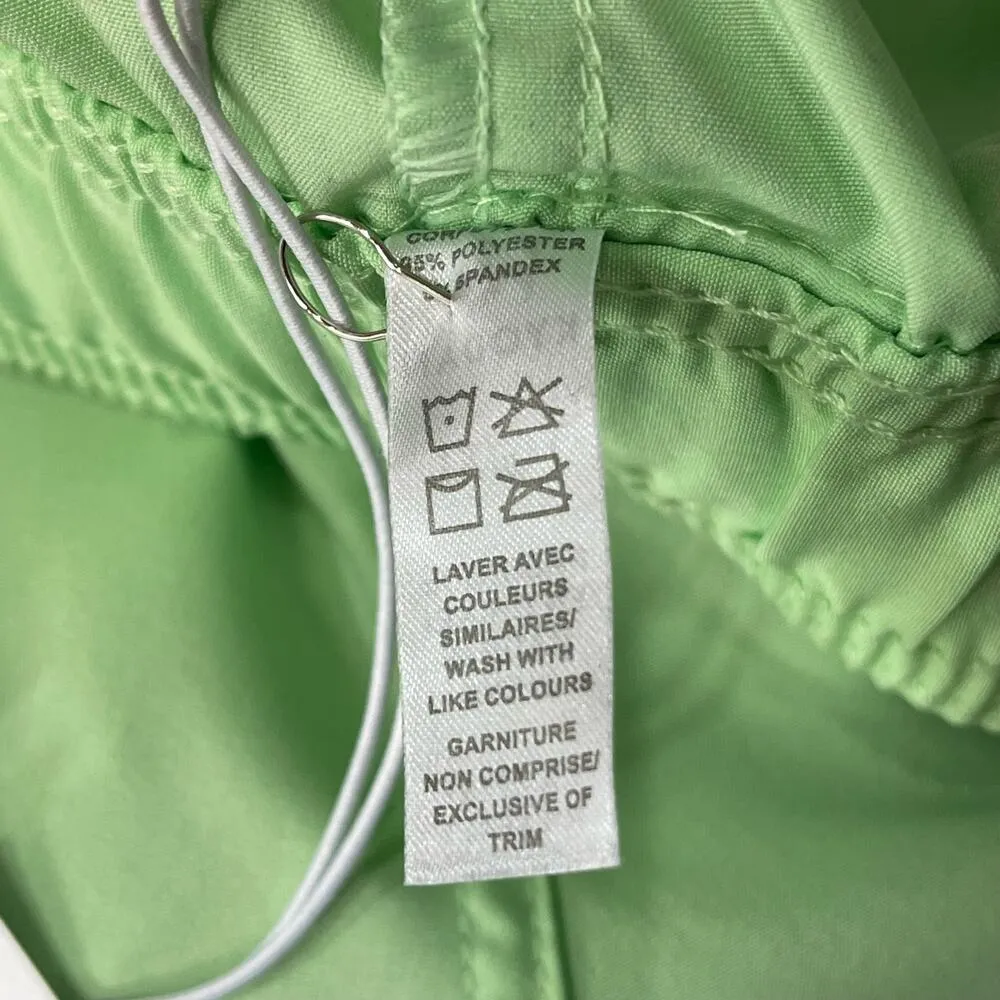 POLYESTER
SPANDEX
LAVER AVEC
COULEURS
SIMILAIRES/
WASH WITH
LIKE COLOURS
GARNITURE
NON COMPRISE/
EXCLUSIVE OF
TRIM